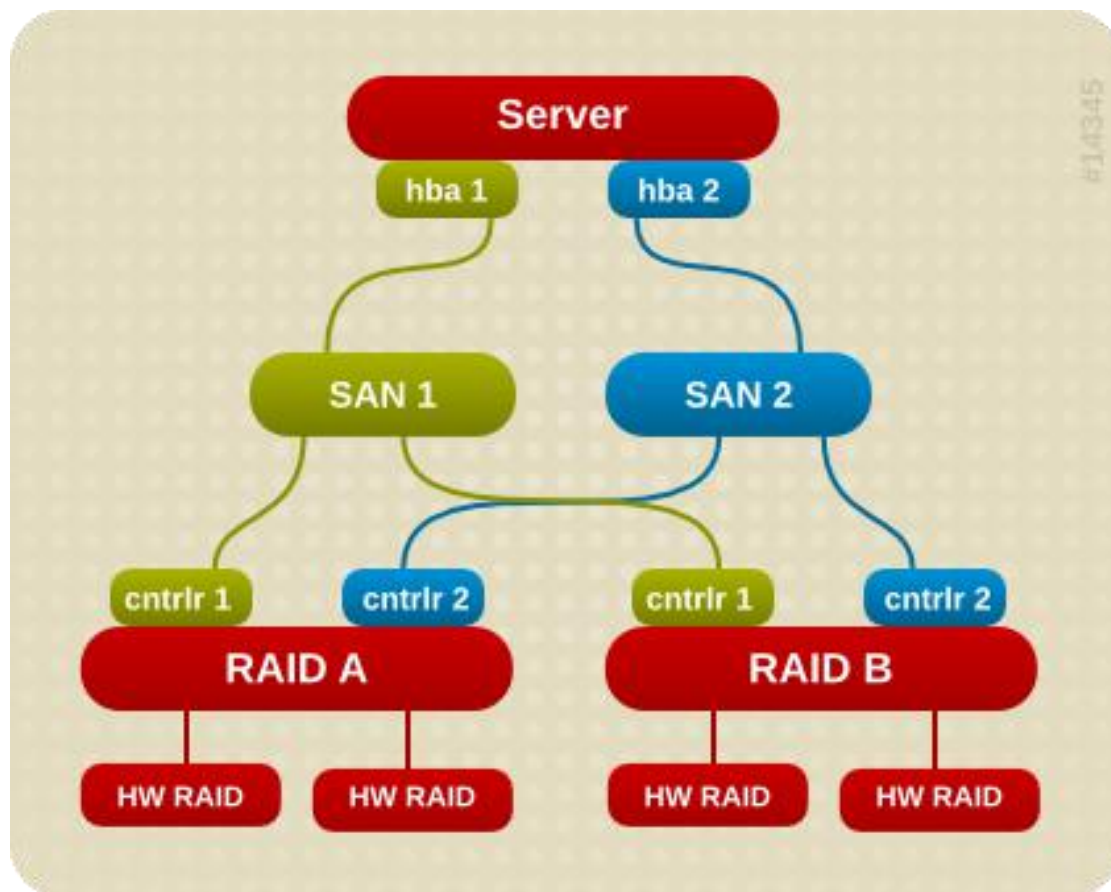 Server
hba 1
hba 2
SAN 1
SAN 2
cntrlr 1
cntrlr 2
cntrlr 1
cntrlr 2
RAID A
RAID B
HW RAID
HW RAID
HW RAID
HW RAID
#14345